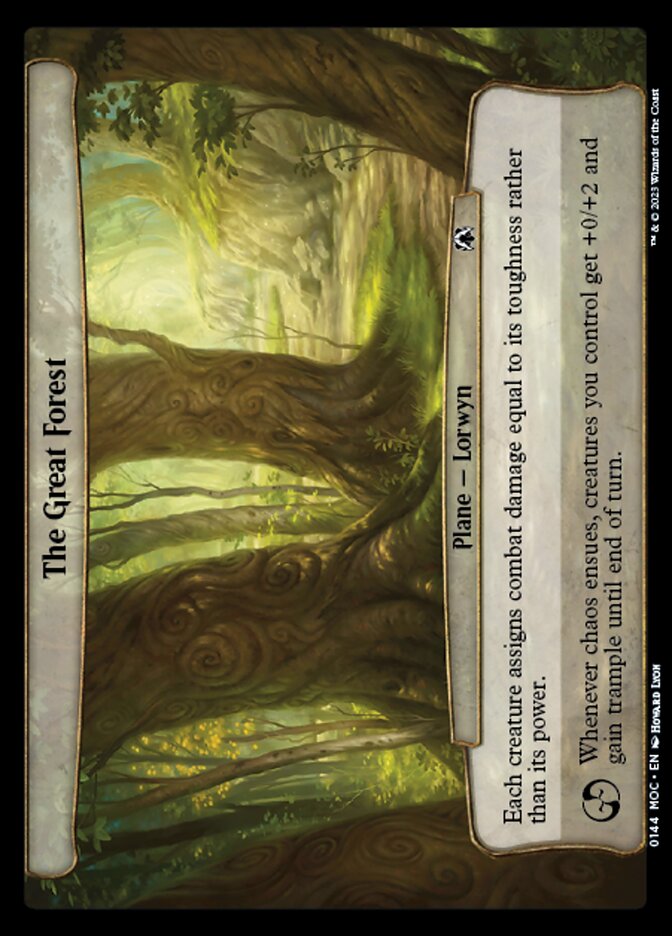 The Great Forest
Plane — Lorwyn
Each creature assigns combat damage equal to its toughness rather
than its power.
Whenever chaos ensues, creatures you control get +0/+2 and
gain trample until end of turn.
0144 MOC • EN Howard Lyon
™ & © 2023 Wizards of the Coast